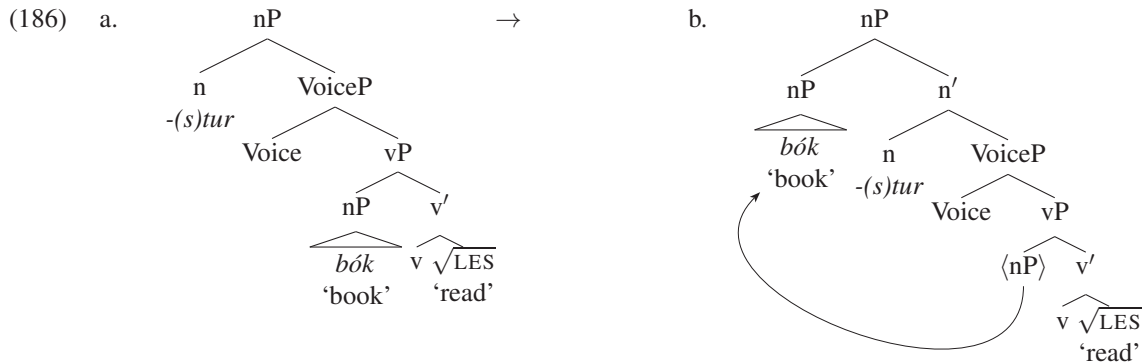 (186) a. nP → b. nP
n VoiceP nP n′
-(s)tur
Voice vP bók n VoiceP
‘book’ -(s)tur
nP v′ Voice vP
bók v √LES ⟨nP⟩ v′
‘book’ ‘read’
v √LES
‘read’